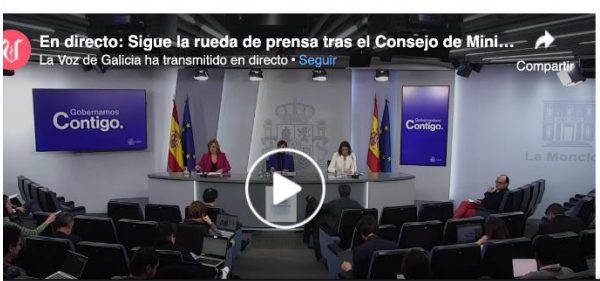 En directo: Sigue la rueda de prensa tras el Consejo de Mini...
La Voz de Galicia ha transmitido en directo • Seguir
Compartir
Gobernamos
Contigo.
Gobernamos
Contigo.
La Moncl